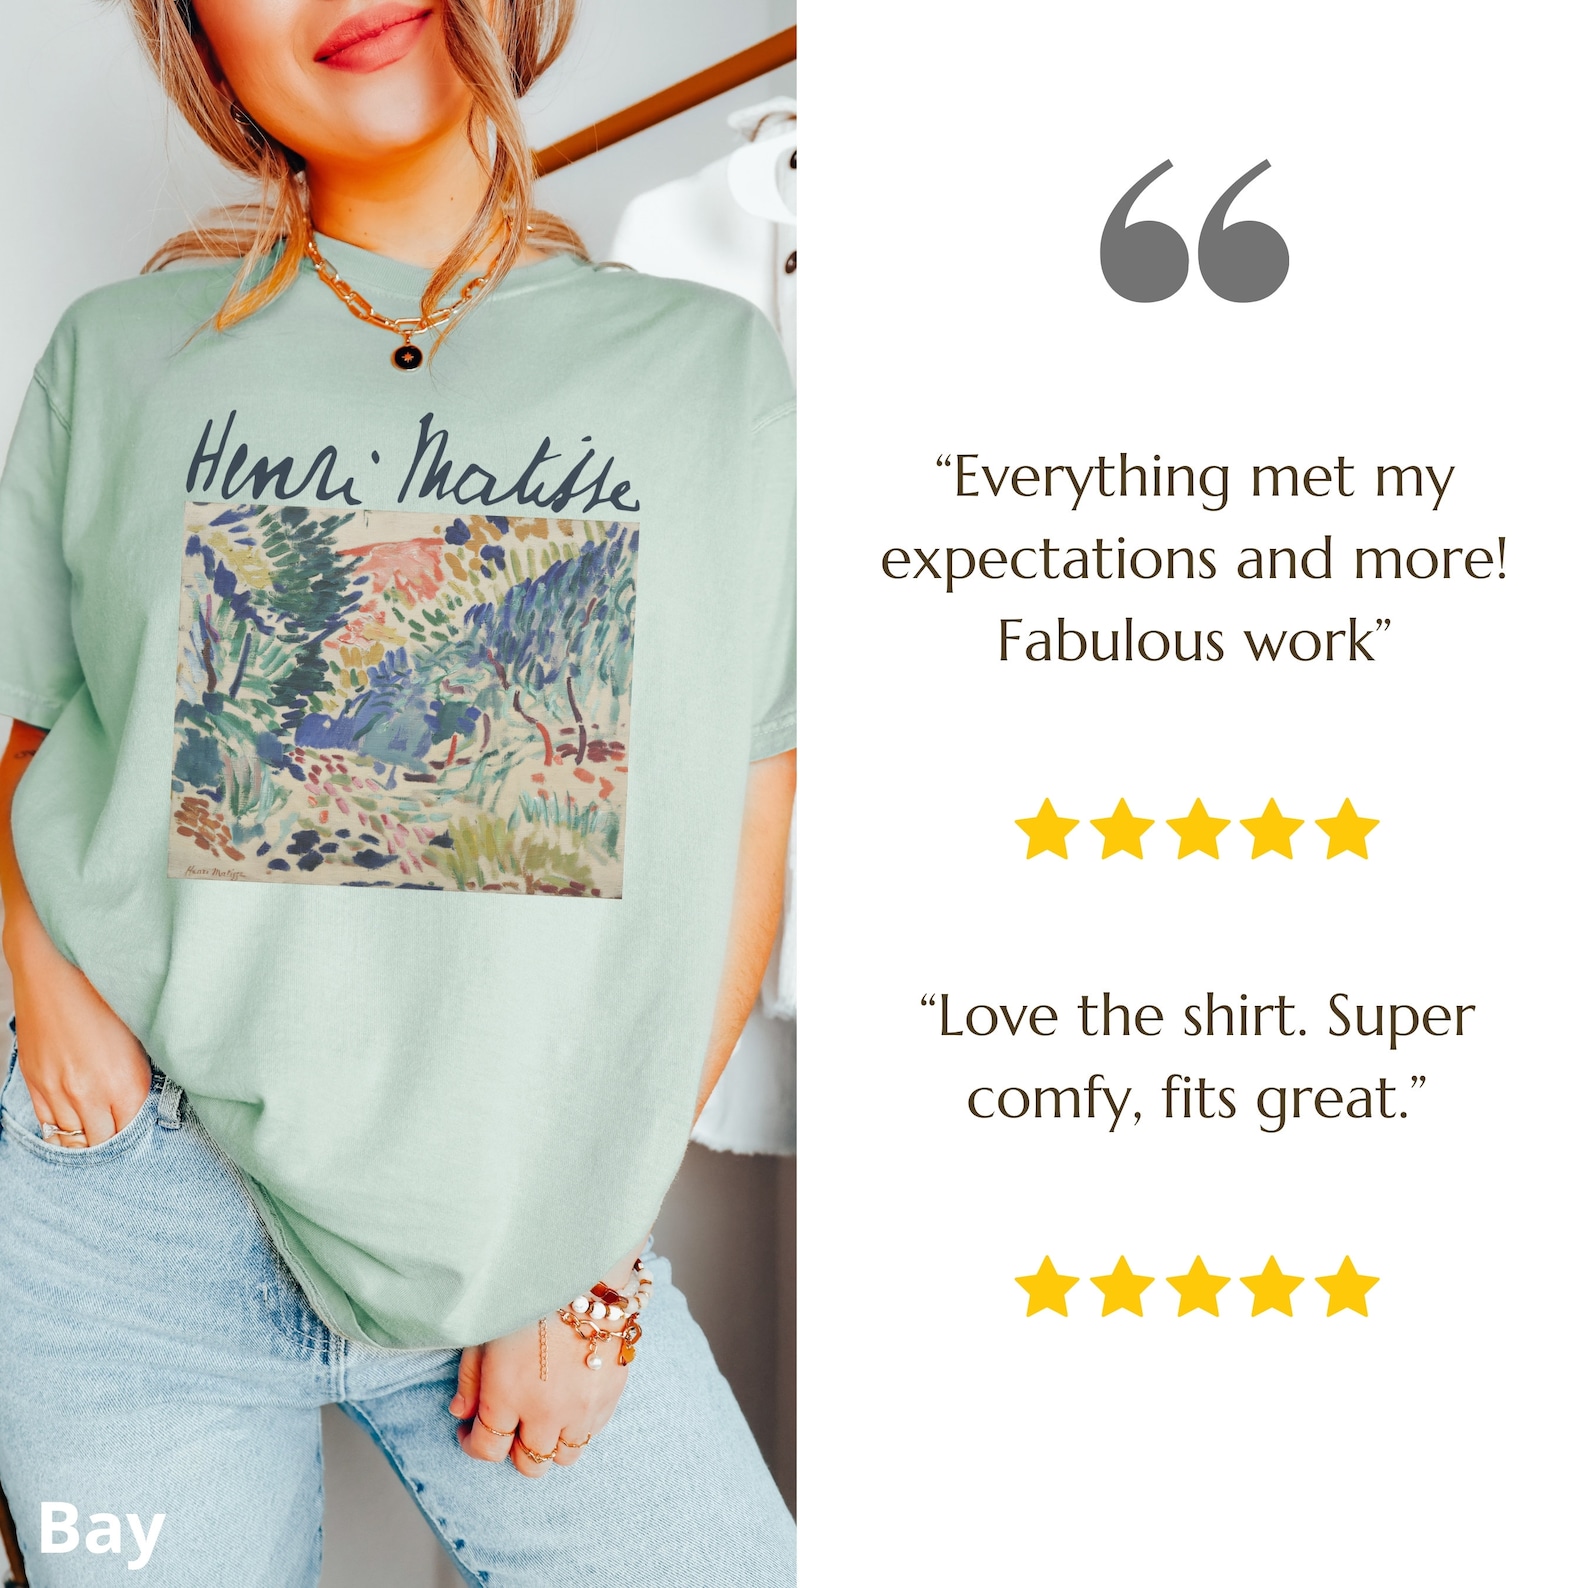 Henri Matisse
Henri Matisse
Bay
“Everything met my
expectations and more!
Fabulous work”
“Love the shirt. Super
comfy, fits great.”